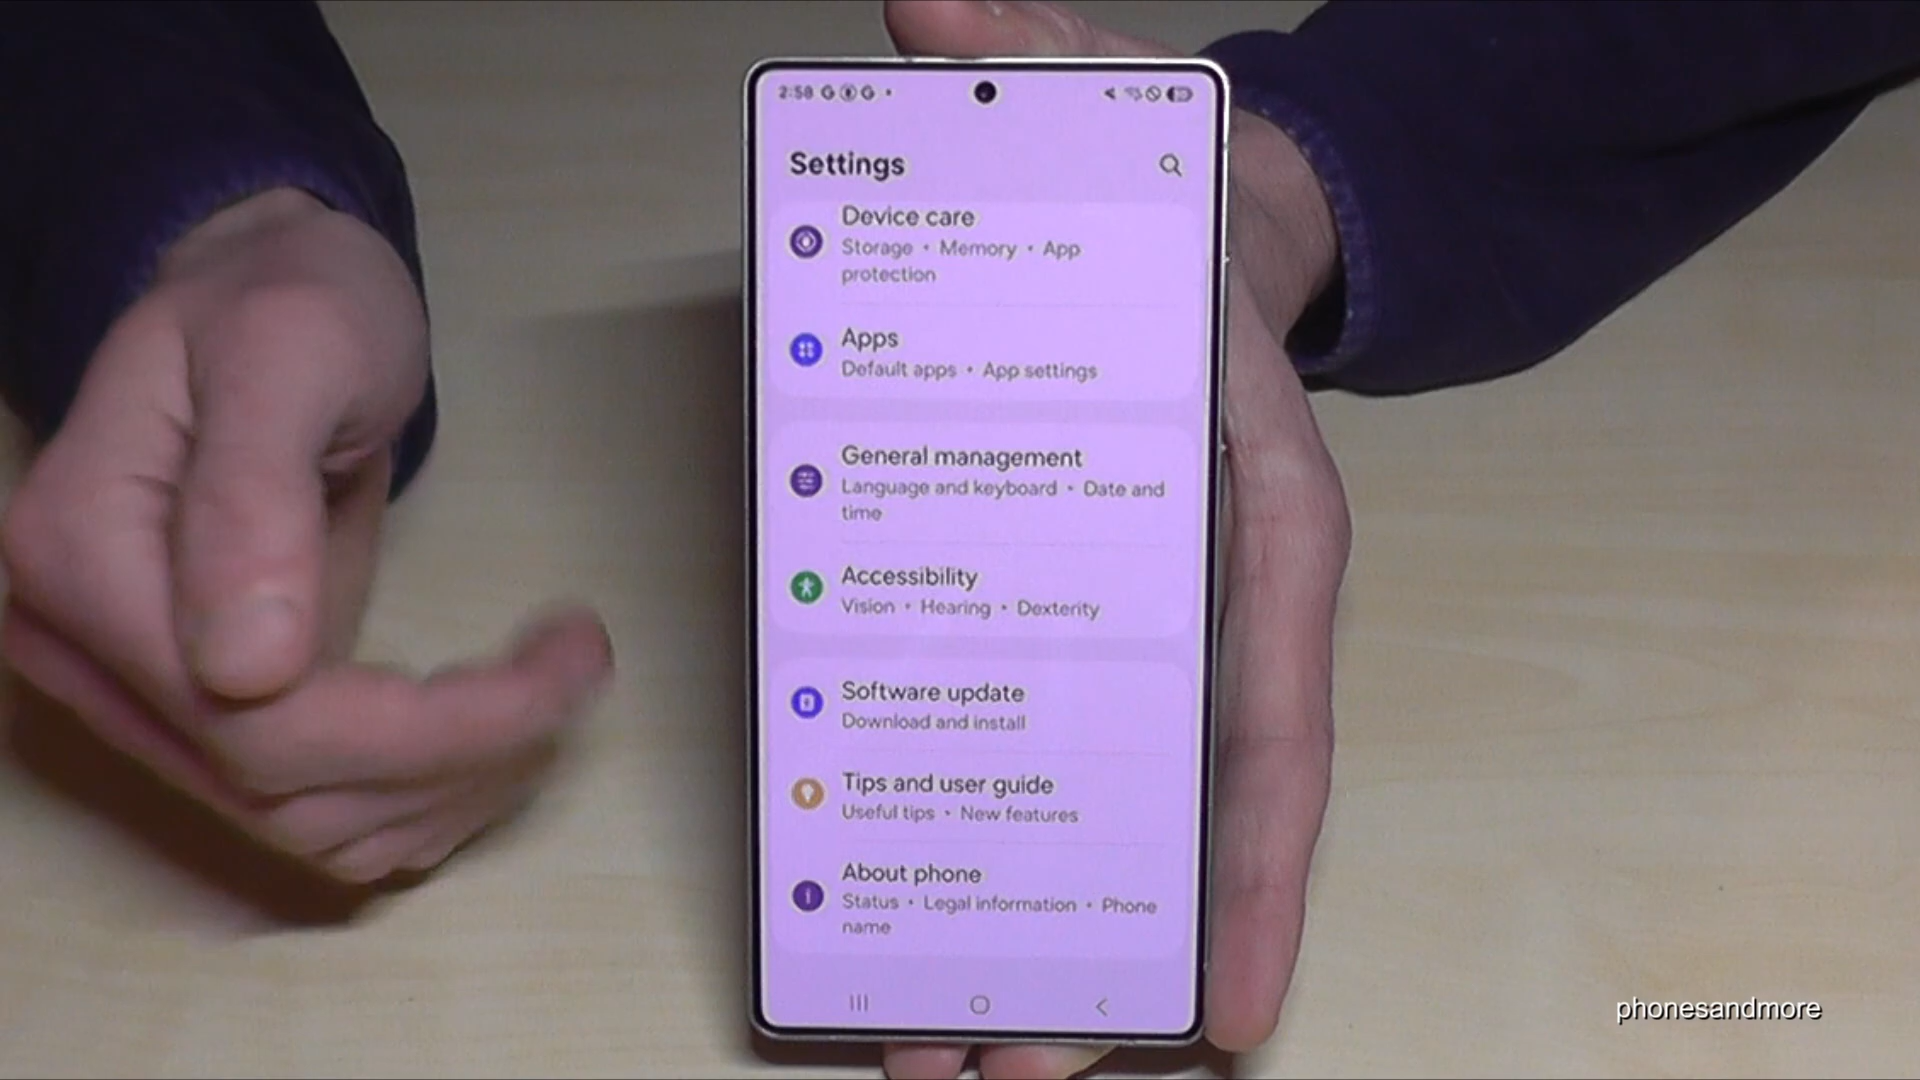 2:58
Settings
Device care
Storage • Memory • App
protection
Apps
Default apps • App settings
General management
Language and keyboard • Date and
time
Accessibility
Vision • Hearing • Dexterity
Software update
Download and install
Tips and user guide
Useful tips • New features
About phone
Status • Legal information • Phone
name
phonesandmore